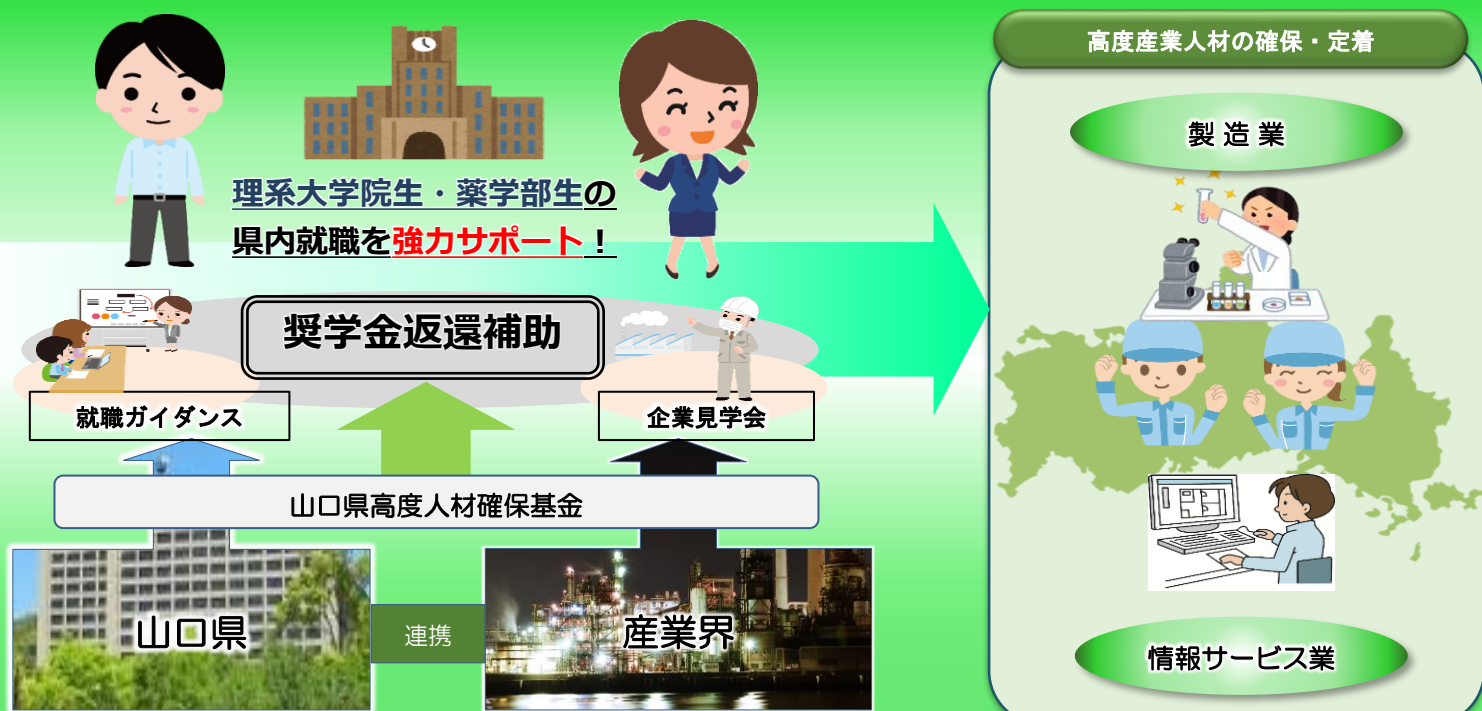 高度産業人材の確保・定着
製造業
理系大学院生・薬学部生の
県内就職を強力サポート！
奨学金返還補助
就職ガイダンス
企業見学会
山口県高度人材確保基金
山口県
連携
産業界
情報サービス業